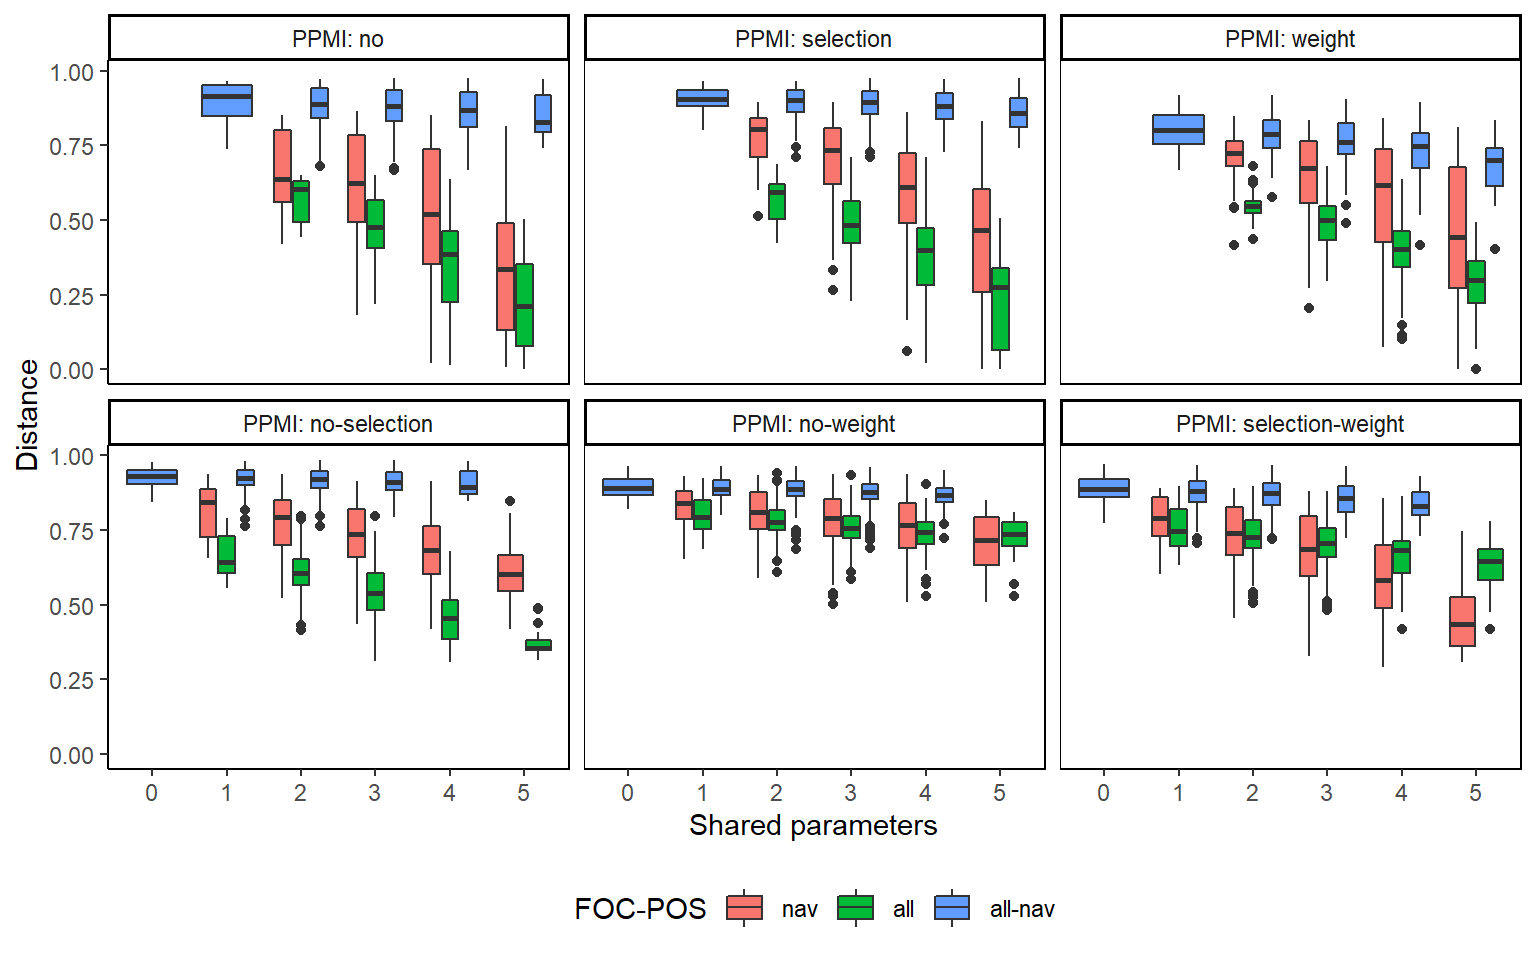 PPMI: no
PPMI: selection
PPMI: weight
1.00
0.75
0.50
0.25
0.00
Distance
PPMI: no-selection
PPMI: no-weight
PPMI: selection-weight
1.00
0.75
0.50
0.25
0.00
0 1 2 3 4 5
0 1 2 3 4 5
0 1 2 3 4 5
Shared parameters
FOC-POS nav all all-nav